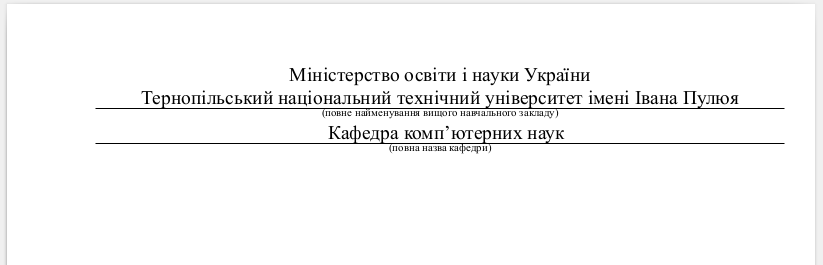 Міністерство освіти і науки України
Тернопільський національний технічний університет імені Івана Пулюя
(повне найменування вищого навчального закладу)
Кафедра комп’ютерних наук
(повна назва кафедри)